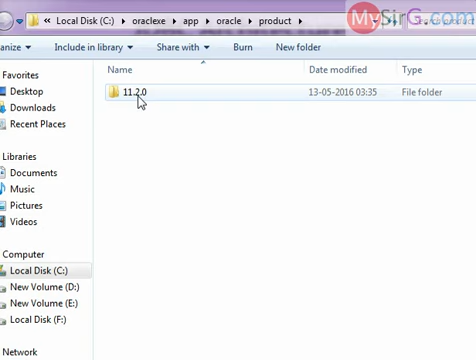 MySirG.com
Local Disk (C:) ▸ oraclexe ▸ app ▸ oracle ▸ product ▸
anize Include in library Share with Burn New folder
Name Date modified Type
11.2.0 13-05-2016 03:35 File folder
Favorites
Desktop
Downloads
Recent Places
Libraries
Documents
Music
Pictures
Videos
Computer
Local Disk (C:)
New Volume (D:)
New Volume (E:)
Local Disk (F:)
Network